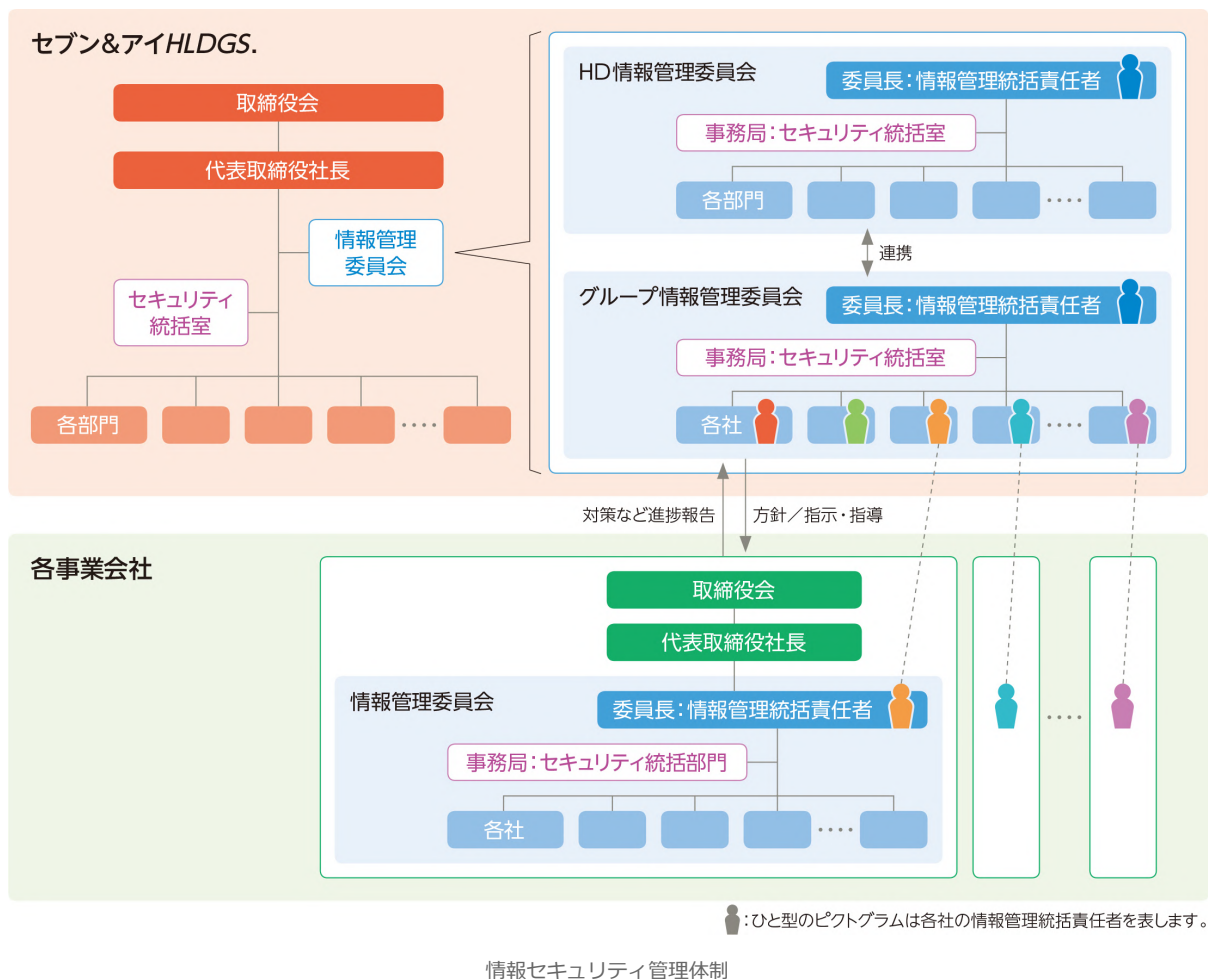 セブン&アイHLDGS.
取締役会
代表取締役社長
情報管理
委員会
セキュリティ
統括室
各部門
････
HD情報管理委員会
委員長：情報管理統括責任者
事務局：セキュリティ統括室
各部門
････
連携
グループ情報管理委員会
委員長：情報管理統括責任者
事務局：セキュリティ統括室
各社
････
対策など進捗報告
方針／指示・指導
各事業会社
取締役会
代表取締役社長
情報管理委員会
委員長：情報管理統括責任者
事務局：セキュリティ統括部門
各社
････
････
：ひと型のピクトグラムは各社の情報管理統括責任者を表します。
情報セキュリティ管理体制